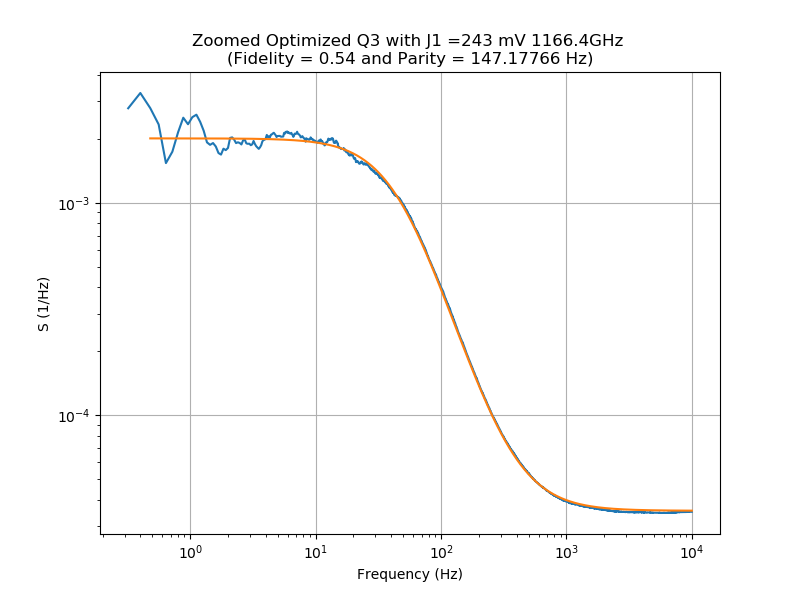 Zoomed Optimized Q3 with J1 =243 mV 1166.4GHz
(Fidelity = 0.54 and Parity = 147.17766 Hz)
S (1/Hz)
10⁻³
10⁻⁴
10⁰ 10¹ 10² 10³ 10⁴
Frequency (Hz)